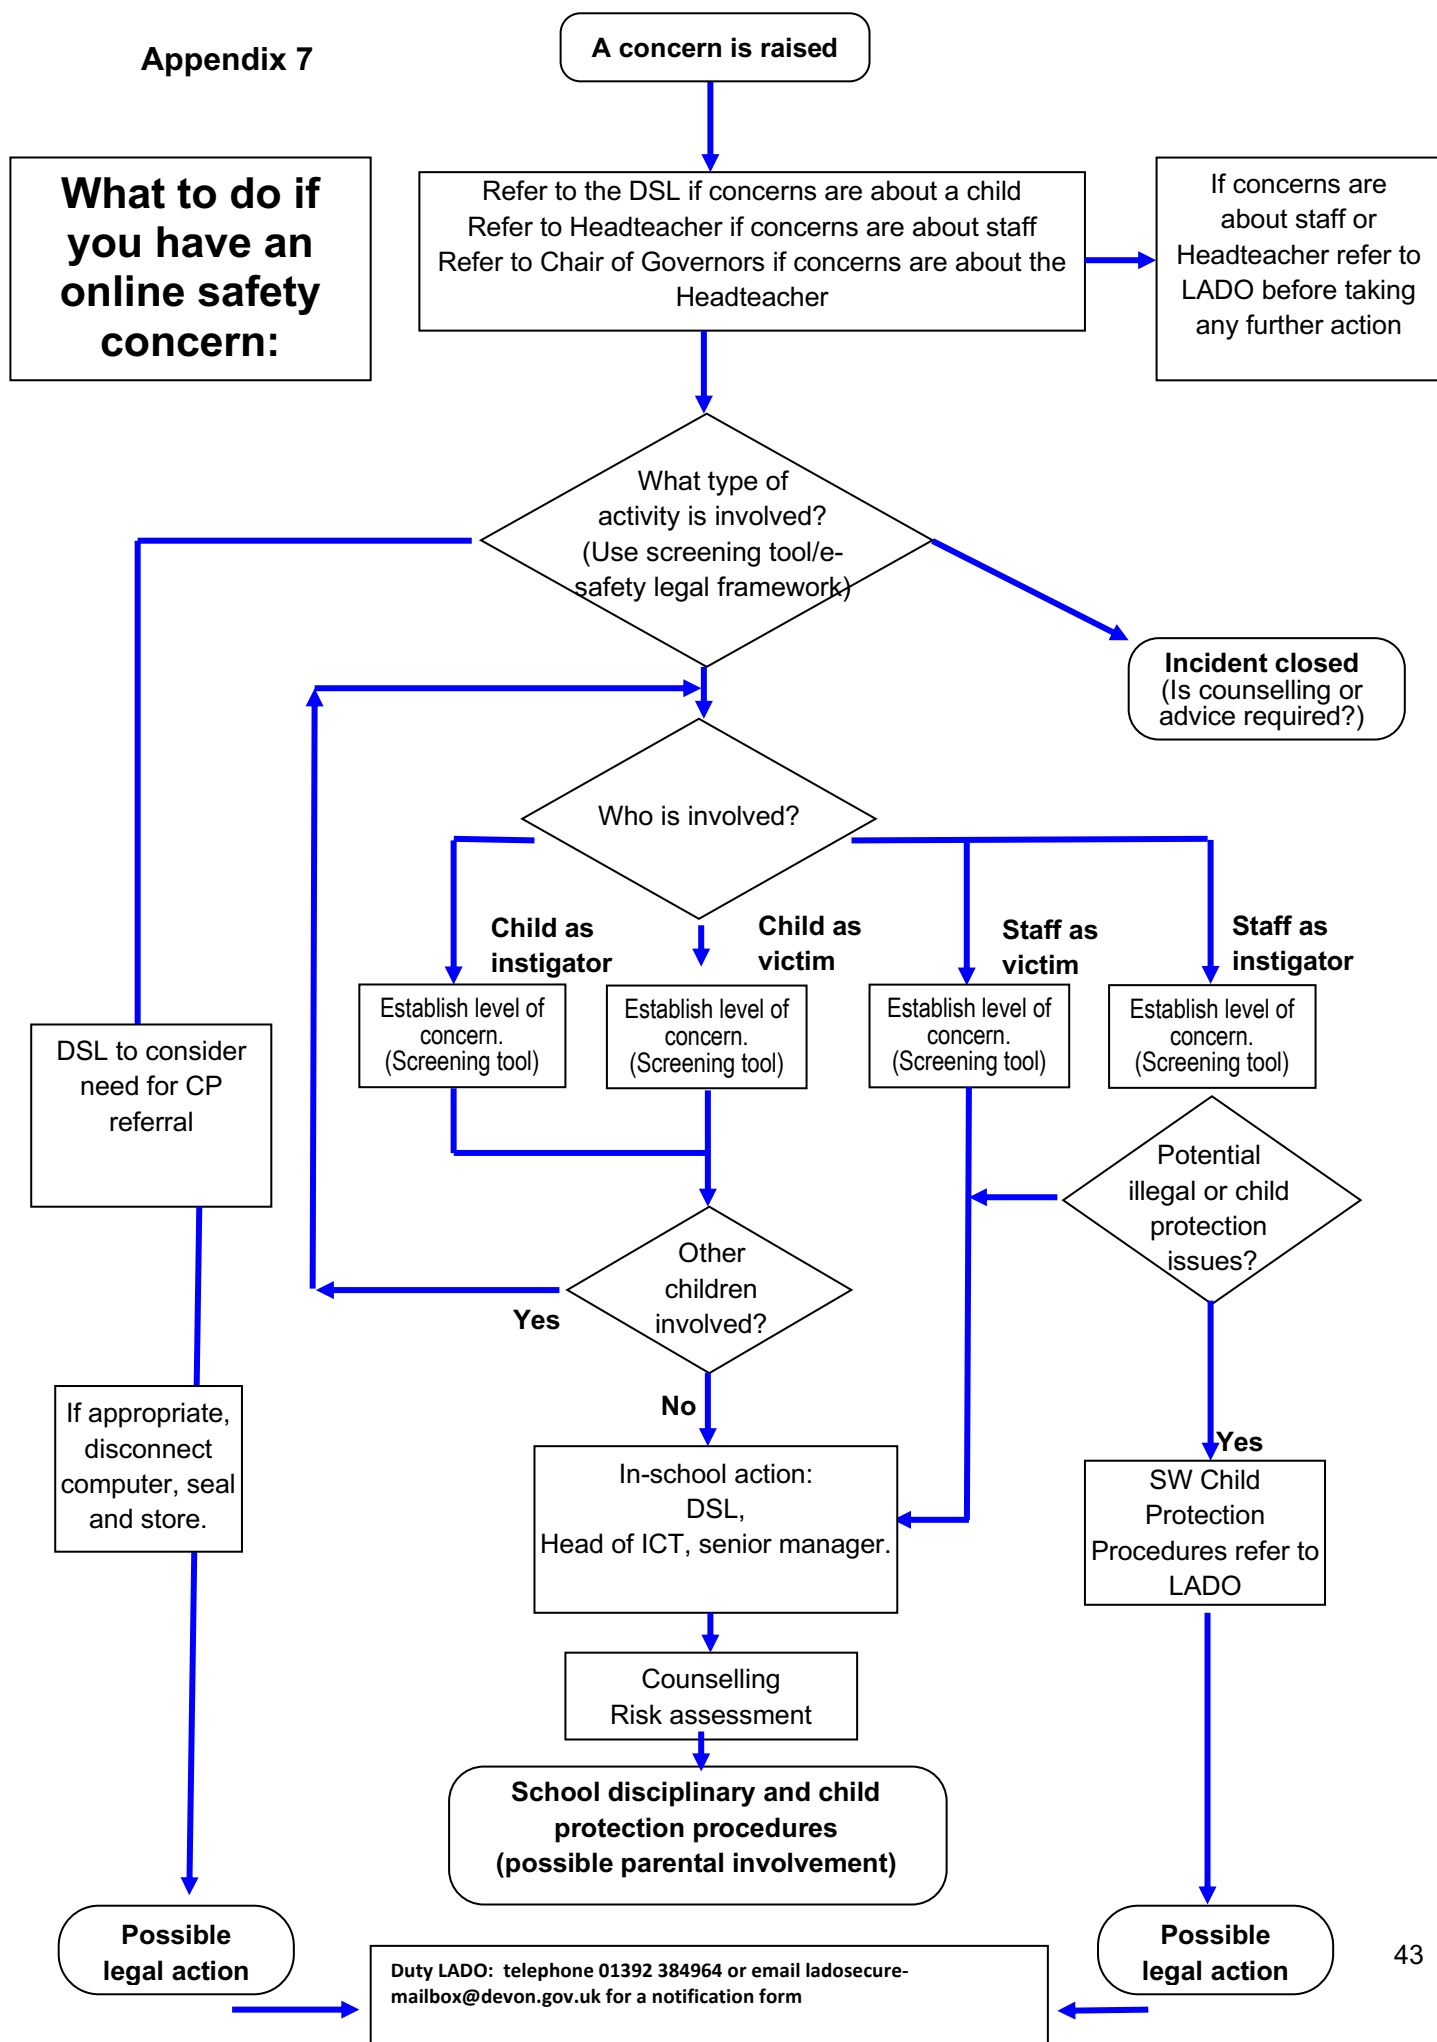 Appendix 7
A concern is raised
What to do if
you have an
online safety
concern:
Refer to the DSL if concerns are about a child
Refer to Headteacher if concerns are about staff
Refer to Chair of Governors if concerns are about the
Headteacher
If concerns are
about staff or
Headteacher refer to
LADO before taking
any further action
What type of
activity is involved?
(Use screening tool/e-
safety legal framework)
Incident closed
(Is counselling or
advice required?)
Who is involved?
Child as
instigator
Child as
victim
Staff as
victim
Staff as
instigator
Establish level of
concern.
(Screening tool)
Establish level of
concern.
(Screening tool)
Establish level of
concern.
(Screening tool)
Establish level of
concern.
(Screening tool)
DSL to consider
need for CP
referral
Potential
illegal or child
protection
issues?
Other
children
involved?
Yes
No
If appropriate,
disconnect
computer, seal
and store.
Yes
In-school action:
DSL,
Head of ICT, senior manager.
SW Child
Protection
Procedures refer to
LADO
Counselling
Risk assessment
School disciplinary and child
protection procedures
(possible parental involvement)
Possible
legal action
Possible
legal action
43
Duty LADO:  telephone 01392 384964 or email ladosecure-
mailbox@devon.gov.uk for a notification form